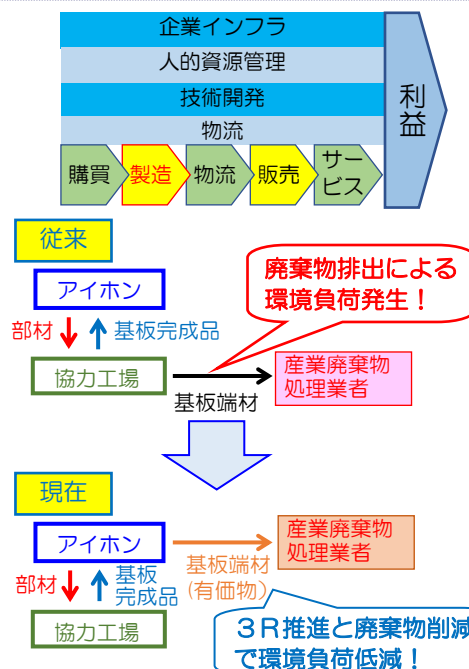 企業インフラ
人的資源管理
技術開発
物流
利益
購買
製造
物流
販売
サー
ビス
従来
アイホン
部材
基板完成品
協力工場
廃棄物排出による
環境負荷発生!
産業廃棄物
処理業者
基板端材
現在
アイホン
部材
基板
完成品
協力工場
基板端材
(有価物)
産業廃棄物
処理業者
3R推進と廃棄物削減
で環境負荷低減!